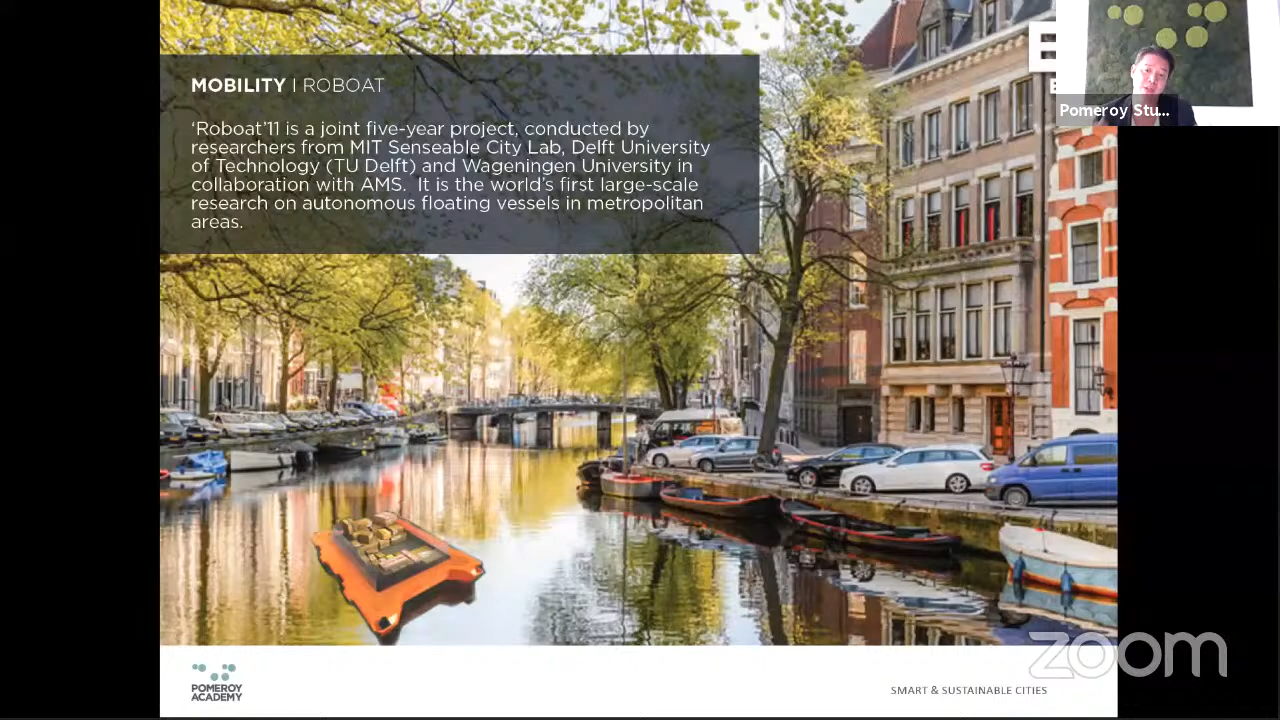 MOBILITY | ROBOAT
‘Roboat’11 is a joint five-year project, conducted by
researchers from MIT Senseable City Lab, Delft University
of Technology (TU Delft) and Wageningen University in
collaboration with AMS. It is the world’s first large-scale
research on autonomous floating vessels in metropolitan
areas.
Pomeroy Stu...
POMEROY
ACADEMY
SMART & SUSTAINABLE CITIES
zoom